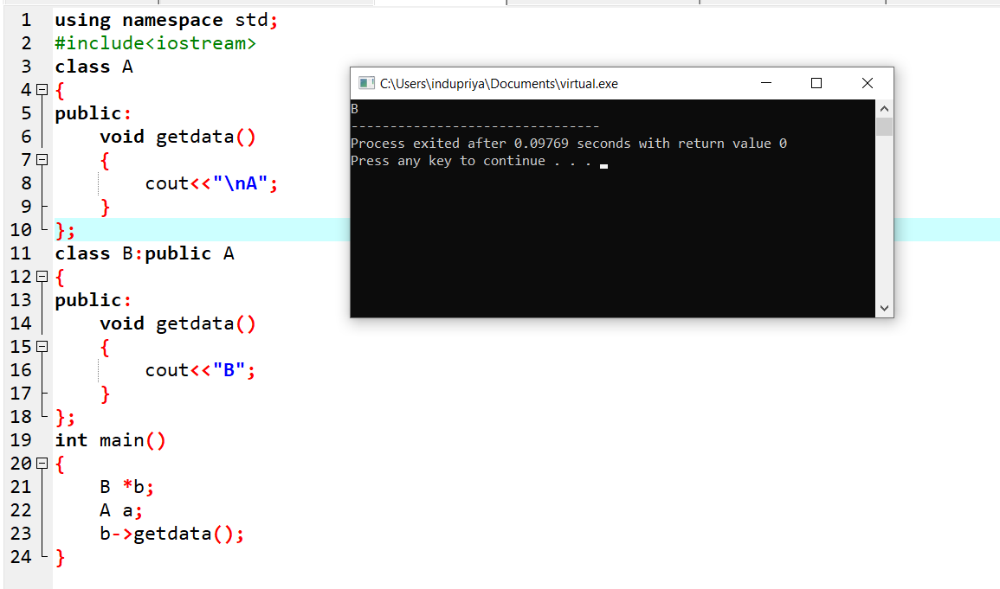 1 using namespace std;
2 #include<iostream>
3 class A
4 {
5 public:
6 void getdata()
7 {
8 cout<<"\nA";
9 }
10 };
11 class B:public A
12 {
13 public:
14 void getdata()
15 {
16 cout<<"B";
17 }
18 };
19 int main()
20 {
21 B *b;
22 A a;
23 b->getdata();
24 }
C:\Users\indupriya\Documents\virtual.exe
B
--------------------------------
Process exited after 0.09769 seconds with return value 0
Press any key to continue . . .